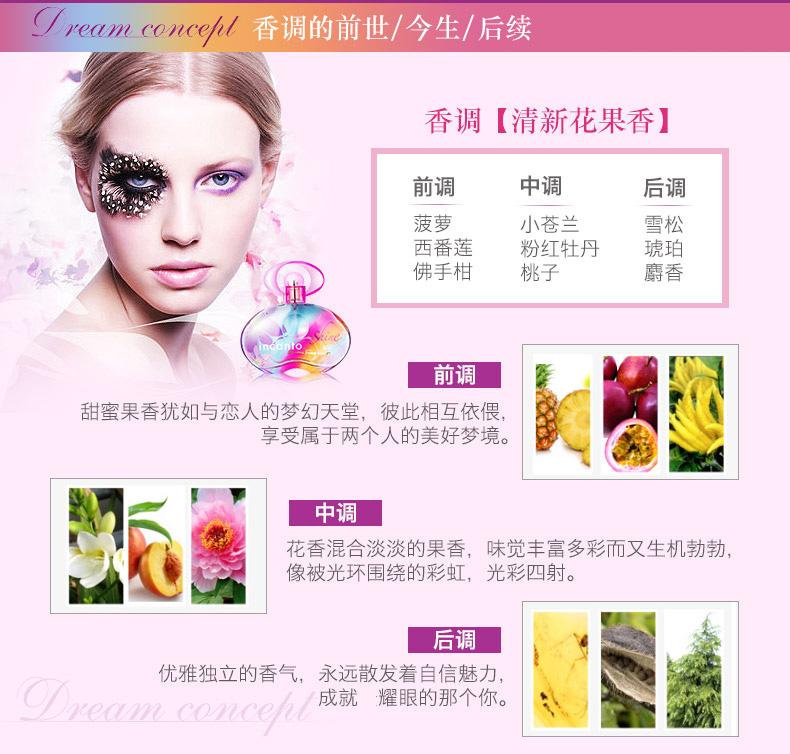 Dream concept 香调的前世/今生/后续
香调【清新花果香】
前调 中调 后调
菠萝 小苍兰 雪松
西番莲 粉红牡丹 琥珀
佛手柑 桃子 麝香
incanto Shine
前调
甜蜜果香犹如与恋人的梦幻天堂，彼此相互依偎，
享受属于两个人的美好梦境。
中调
花香混合淡淡的果香，味觉丰富多彩而又生机勃勃，
像被光环围绕的彩虹，光彩四射。
后调
优雅独立的香气，永远散发着自信魅力，
成就 耀眼的那个你。
Dream concept